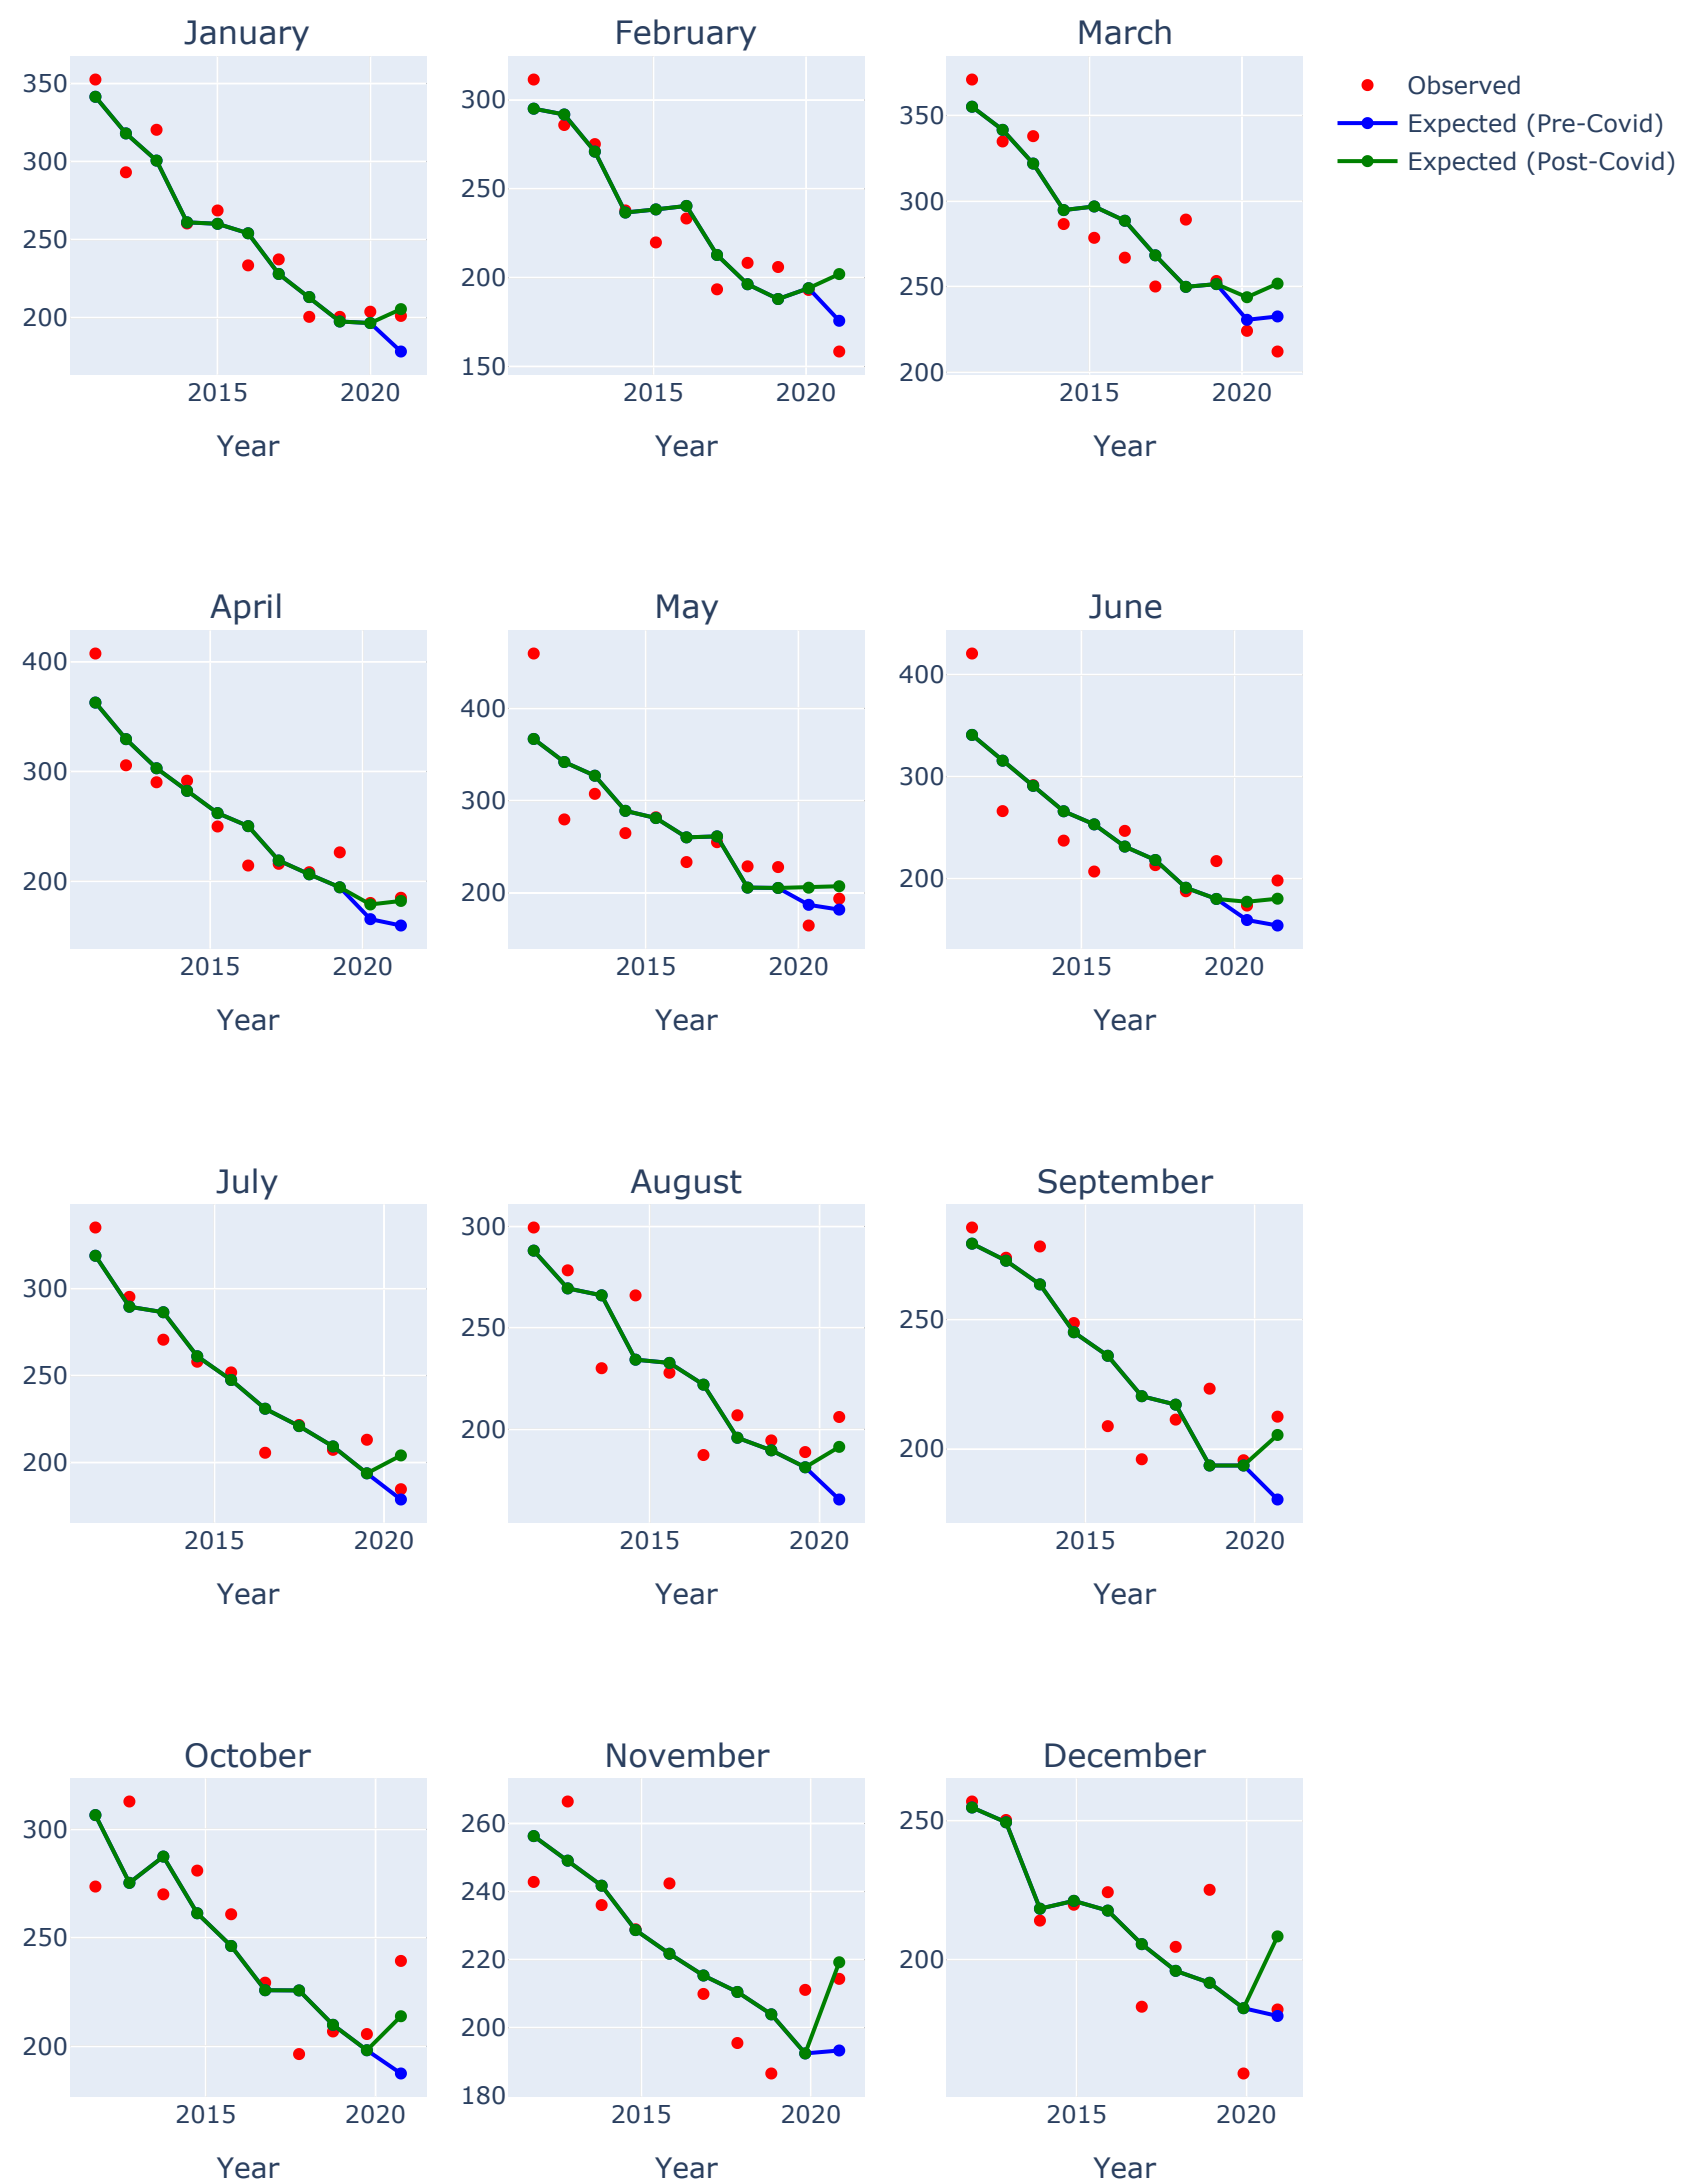 January
February
March
350
300
250
200
2015
2020
Year
300
250
200
150
2015
2020
Year
350
300
250
200
2015
2020
Year
Observed
Expected (Pre-Covid)
Expected (Post-Covid)
April
May
June
400
300
200
2015
2020
Year
400
300
200
2015
2020
Year
400
300
200
2015
2020
Year
July
August
September
300
250
200
2015
2020
Year
300
250
200
2015
2020
Year
250
200
2015
2020
Year
October
November
December
300
250
200
2015
2020
Year
260
240
220
200
180
2015
2020
Year
250
200
2015
2020
Year